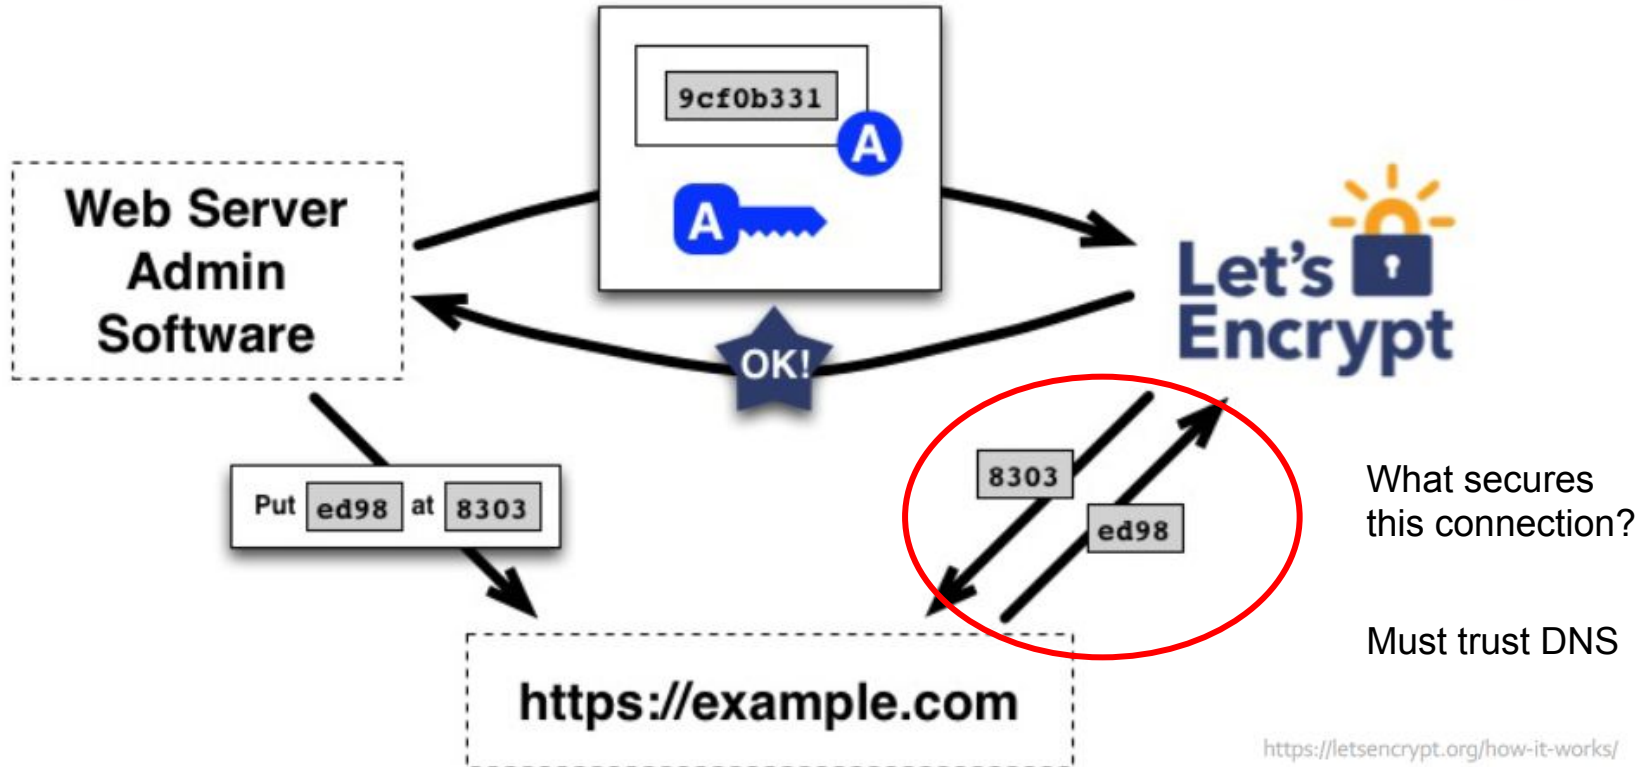 9cf0b331
A
A
Web Server
Admin
Software
Let's
Encrypt
OK!
Put ed98 at 8303
8303
ed98
What secures
this connection?
Must trust DNS
https://example.com
https://letsencrypt.org/how-it-works/